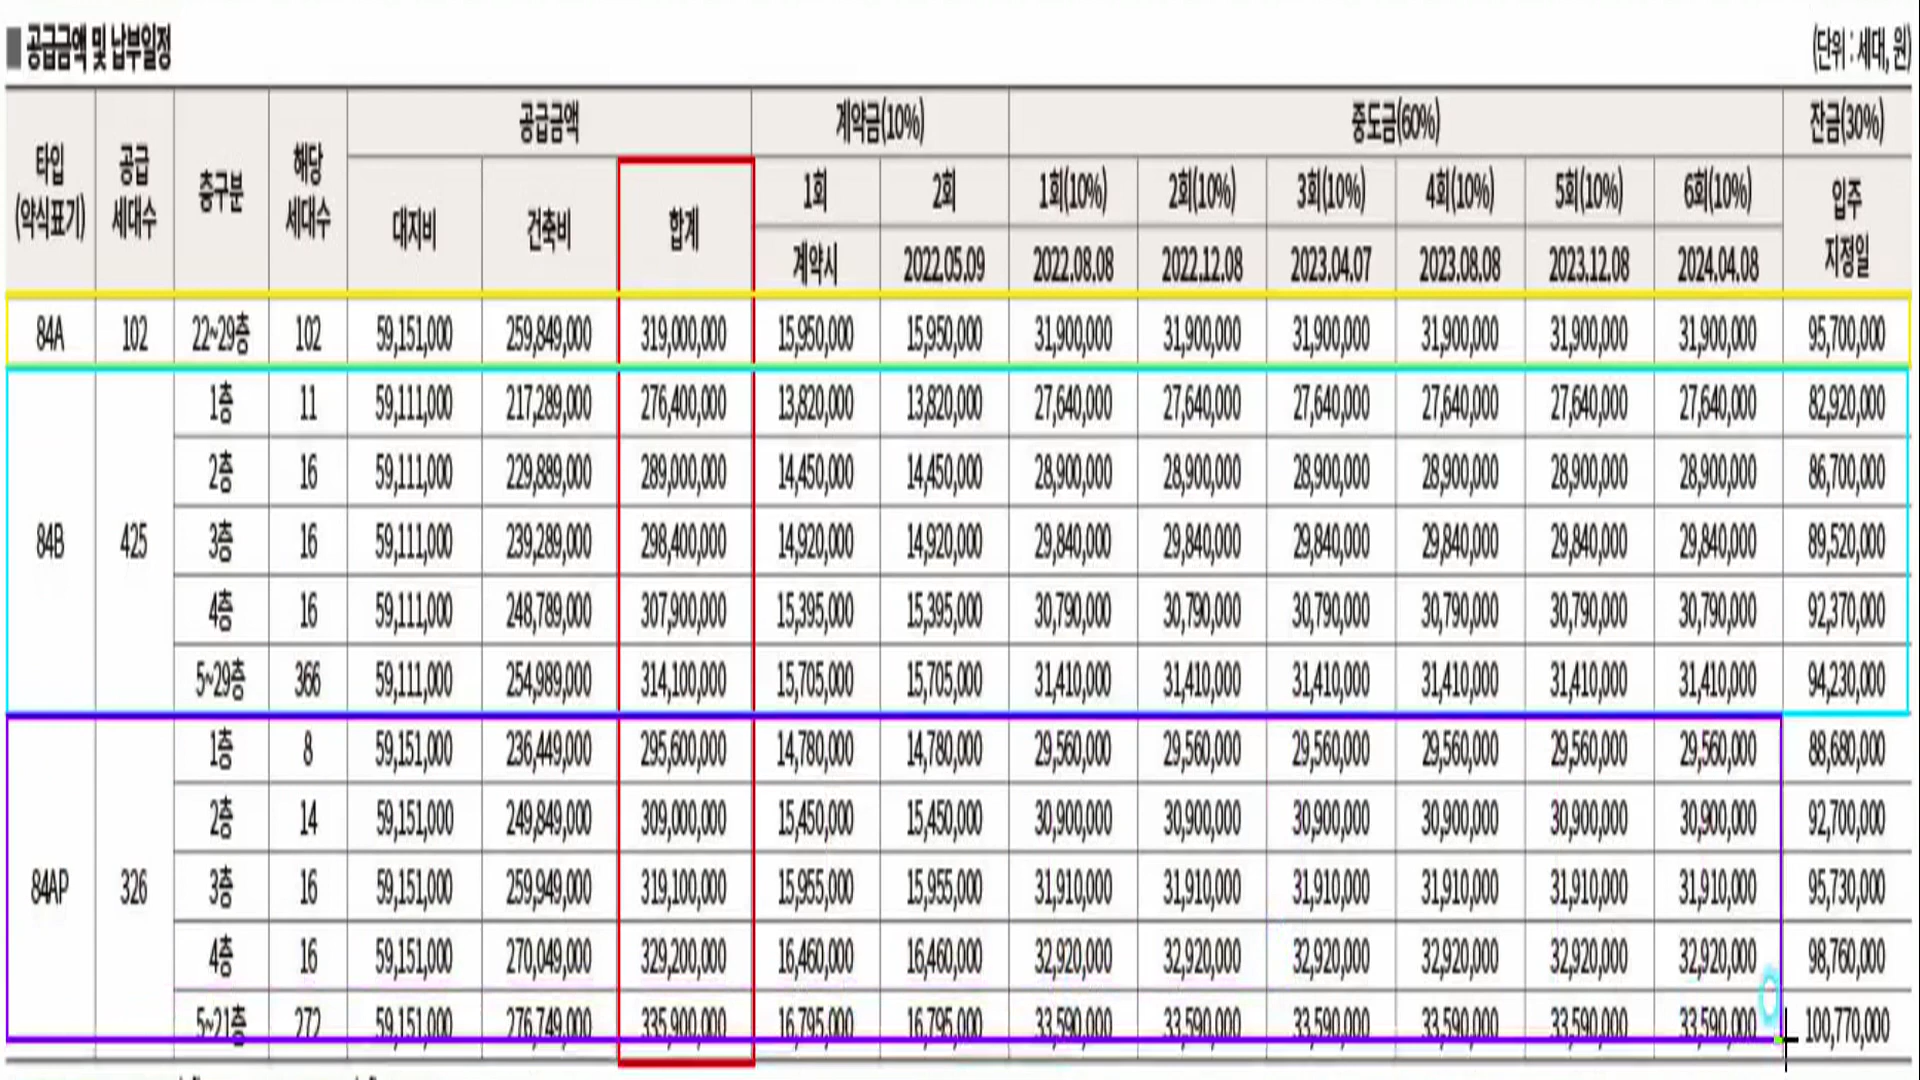 ■ 공급금액 및 납부일정
(단위 : 세대, 원)
타입 (약식표기) 공급 세대수 층구분 해당 세대수 공급금액 계약금(10%) 중도금(60%) 잔금(30%)
대지비 건축비 합계 1회 2회 1회(10%) 2회(10%) 3회(10%) 4회(10%) 5회(10%) 6회(10%) 입주 지정일
계약시 2022.05.09 2022.08.08 2022.12.08 2023.04.07 2023.08.08 2023.12.08 2024.04.08
84A 102 22~29층 102 59,151,000 259,849,000 319,000,000 15,950,000 15,950,000 31,900,000 31,900,000 31,900,000 31,900,000 31,900,000 31,900,000 95,700,000
84B 425 1층 11 59,111,000 217,289,000 276,400,000 13,820,000 13,820,000 27,640,000 27,640,000 27,640,000 27,640,000 27,640,000 27,640,000 82,920,000
2층 16 59,111,000 229,889,000 289,000,000 14,450,000 14,450,000 28,900,000 28,900,000 28,900,000 28,900,000 28,900,000 28,900,000 86,700,000
3층 16 59,111,000 239,289,000 298,400,000 14,920,000 14,920,000 29,840,000 29,840,000 29,840,000 29,840,000 29,840,000 29,840,000 89,520,000
4층 16 59,111,000 248,789,000 307,900,000 15,395,000 15,395,000 30,790,000 30,790,000 30,790,000 30,790,000 30,790,000 30,790,000 92,370,000
5~29층 366 59,111,000 254,989,000 314,100,000 15,705,000 15,705,000 31,410,000 31,410,000 31,410,000 31,410,000 31,410,000 31,410,000 94,230,000
84AP 326 1층 8 59,151,000 236,449,000 295,600,000 14,780,000 14,780,000 29,560,000 29,560,000 29,560,000 29,560,000 29,560,000 29,560,000 88,680,000
2층 14 59,151,000 249,849,000 309,000,000 15,450,000 15,450,000 30,900,000 30,900,000 30,900,000 30,900,000 30,900,000 30,900,000 92,700,000
3층 16 59,151,000 259,949,000 319,100,000 15,955,000 15,955,000 31,910,000 31,910,000 31,910,000 31,910,000 31,910,000 31,910,000 95,730,000
4층 16 59,151,000 270,049,000 329,200,000 16,460,000 16,460,000 32,920,000 32,920,000 32,920,000 32,920,000 32,920,000 32,920,000 98,760,000
5~21층 272 59,151,000 276,749,000 335,900,000 16,795,000 16,795,000 33,590,000 33,590,000 33,590,000 33,590,000 33,590,000 33,590,000 100,770,000